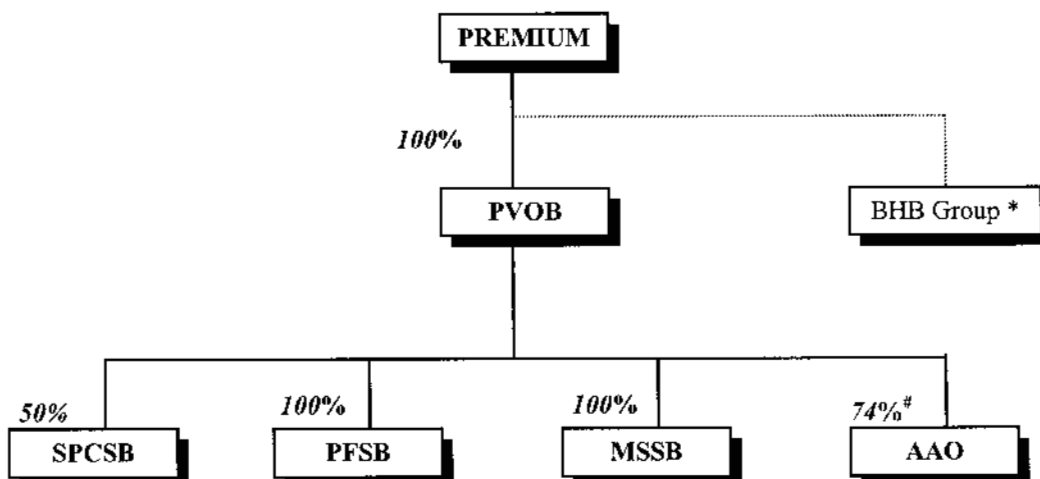 PREMIUM
100%
PVOB
BHB Group *
50%
100%
100%
74%#
SPCSB
PFSB
MSSB
AAO